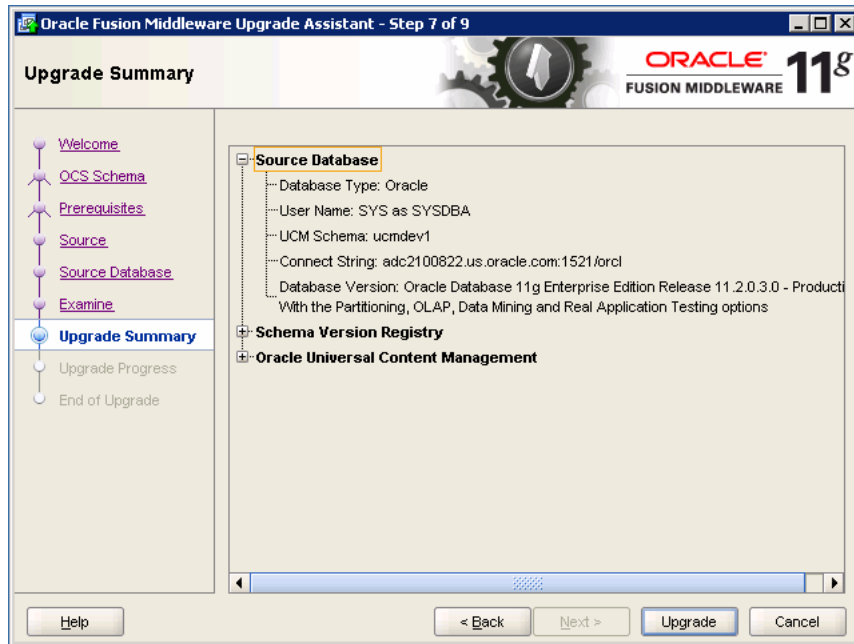 Oracle Fusion Middleware Upgrade Assistant - Step 7 of 9
Upgrade Summary
ORACLE®
FUSION MIDDLEWARE
11g
Welcome
OCS Schema
Prerequisites
Source
Source Database
Examine
Upgrade Summary
Upgrade Progress
End of Upgrade
Source Database
Database Type: Oracle
User Name: SYS as SYSDBA
UCM Schema: ucmdev1
Connect String: adc2100822.us.oracle.com:1521/orcl
Database Version: Oracle Database 11g Enterprise Edition Release 11.2.0.3.0 - Producti
With the Partitioning, OLAP, Data Mining and Real Application Testing options
Schema Version Registry
Oracle Universal Content Management
Help
< Back
Next >
Upgrade
Cancel